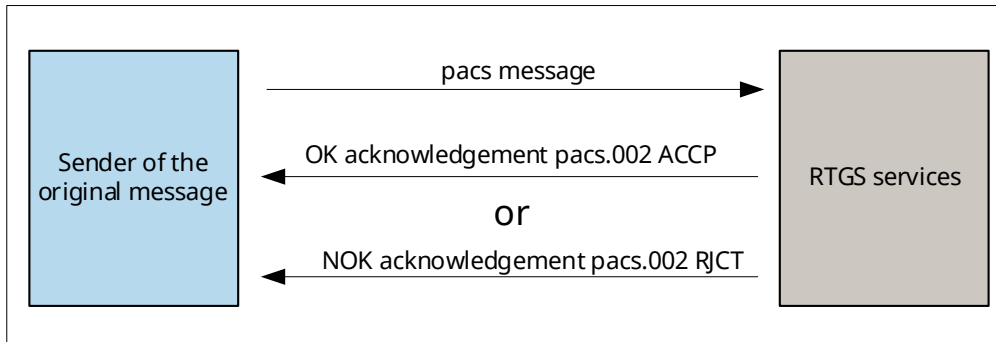 pacs message
OK acknowledgement pacs.002 ACCP
Sender of the
original message
RTGS services
or
NOK acknowledgement pacs.002 RJCT